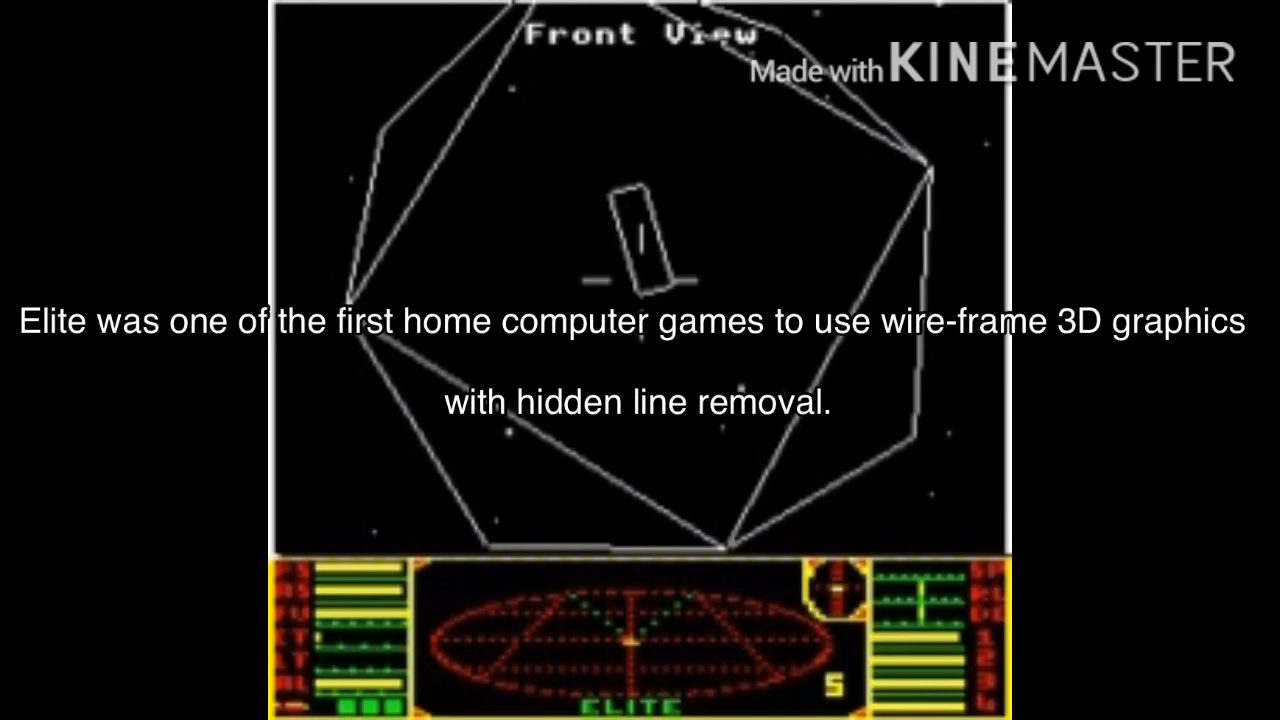 Front View
Made with KINEMASTER
Elite was one of the first home computer games to use wire-frame 3D graphics
with hidden line removal.
S
ELITE